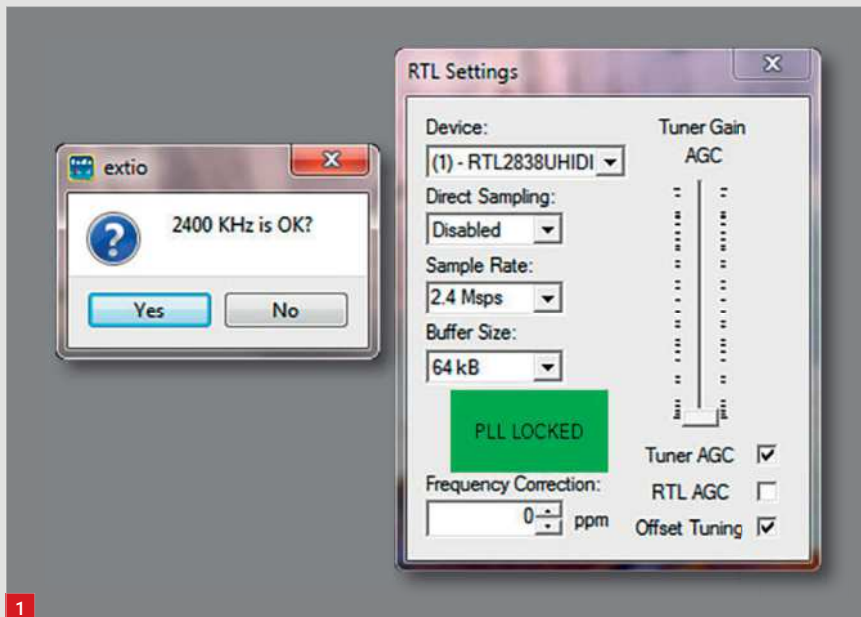 extio
2400 KHz is OK?
Yes
No
RTL Settings
Device:
(1) - RTL2838UHIDI
Direct Sampling:
Disabled
Sample Rate:
2.4 Msps
Buffer Size:
64 kB
PLL LOCKED
Frequency Correction:
0 ppm
Tuner Gain
AGC
Tuner AGC
RTL AGC
Offset Tuning
1